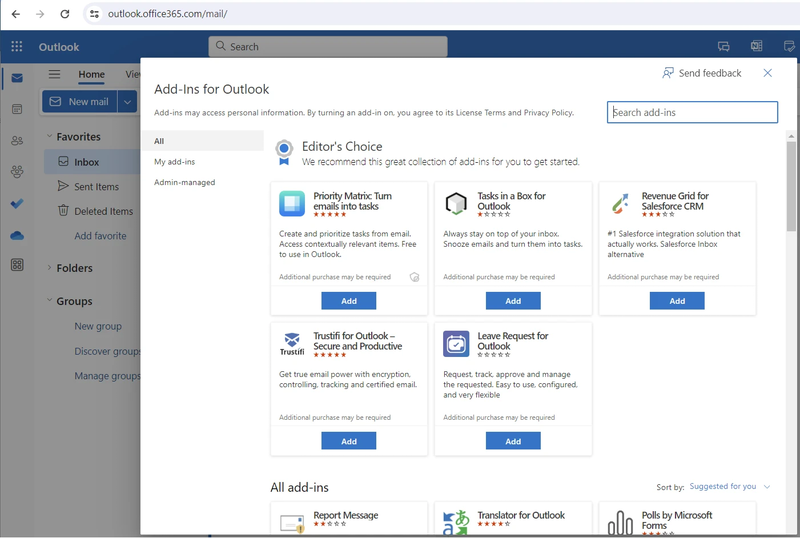 outlook.office365.com/mail/
Outlook
Search
Home
View
New mail
Favorites
Inbox
Sent Items
Deleted Items
Add favorite
Folders
Groups
New group
Discover groups
Manage groups
Send feedback
Add-Ins for Outlook
Add-ins may access personal information. By turning an add-in on, you agree to its License Terms and Privacy Policy.
Search add-ins
All
My add-ins
Admin-managed
Editor's Choice
We recommend this great collection of add-ins for you to get started.
Priority Matrix: Turn
emails into tasks
Create and prioritize tasks from email.
Access contextually relevant items. Free
to use in Outlook.
Additional purchase may be required
Add
Tasks in a Box for
Outlook
Always stay on top of your inbox.
Snooze emails and turn them into tasks.
Additional purchase may be required
Add
Revenue Grid for
Salesforce CRM
#1 Salesforce integration solution that
actually works. Salesforce Inbox
alternative
Additional purchase may be required
Add
Trustifi
Trustifi for Outlook –
Secure and Productive
Get true email power with encryption,
controlling, tracking and certified email.
Additional purchase may be required
Add
Leave Request for
Outlook
Request, track, approve and manage
the requested. Easy to use, configured,
and very flexible
Additional purchase may be required
Add
All add-ins
Sort by: Suggested for you
Report Message
Translator for Outlook
Polls by Microsoft
Forms